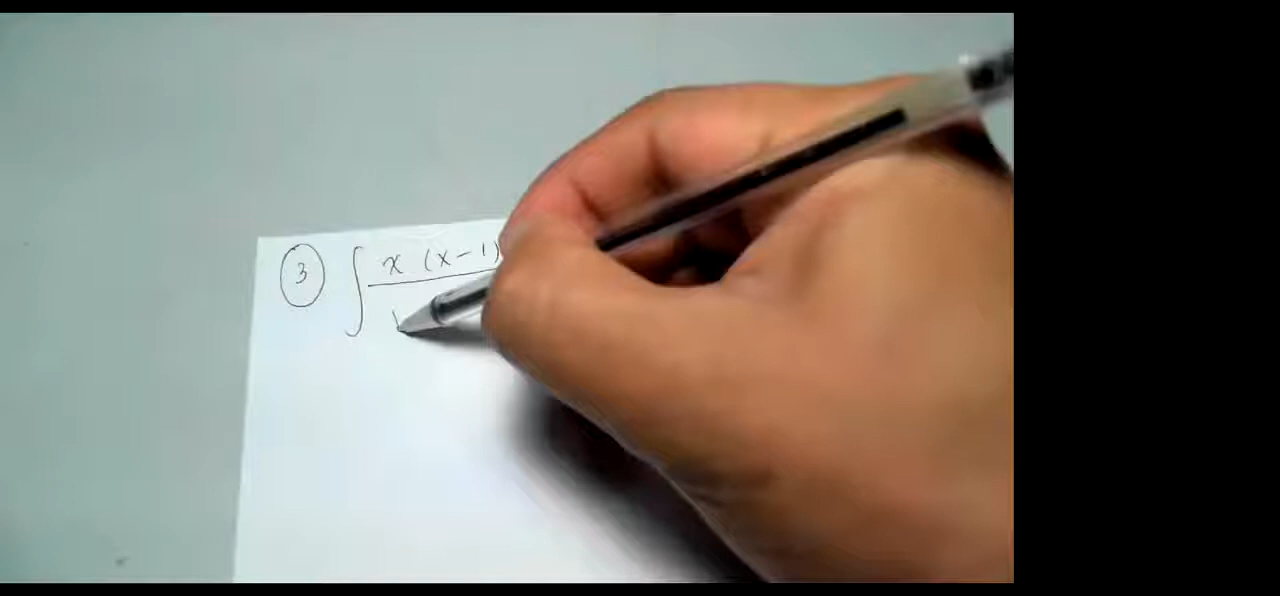 ③ ∫ x (x-1)